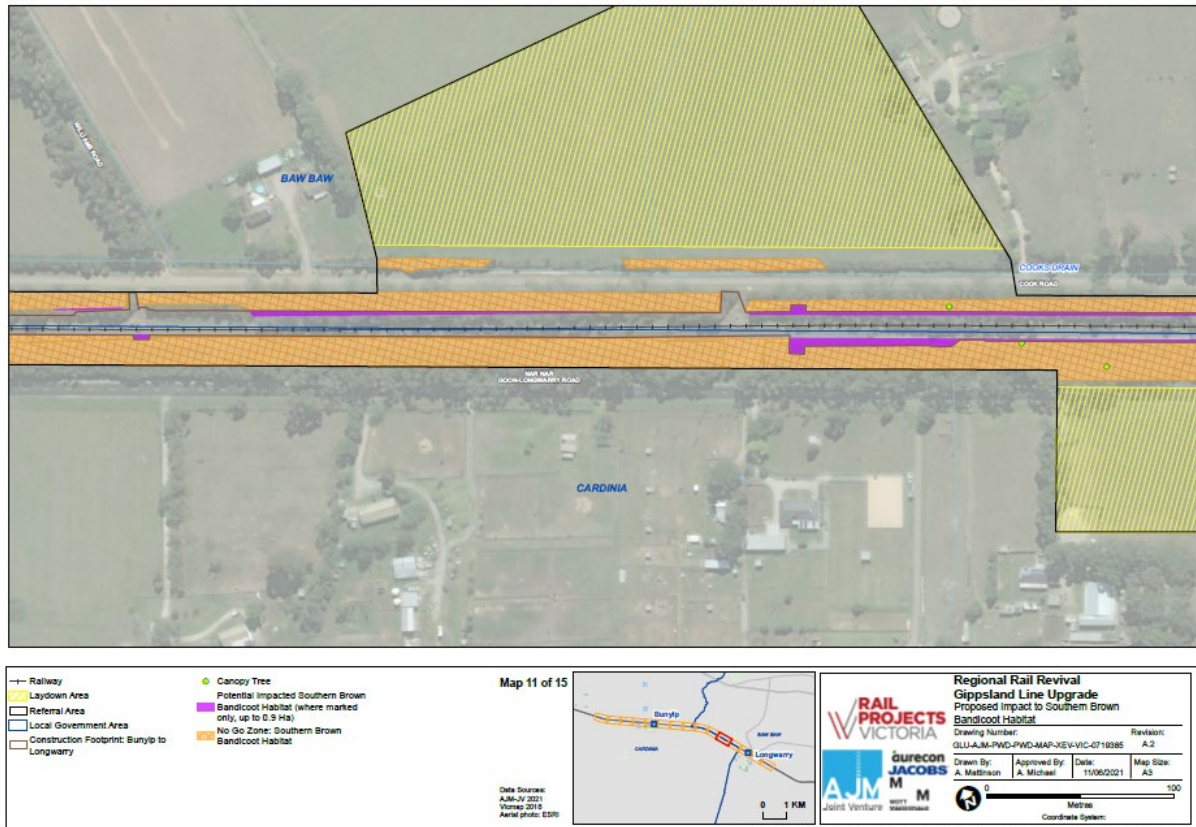 WILLIAMS ROAD
BAW BAW
COOKS DRAIN
COOK ROAD
NAR NAR
GOON-LONGWARRY ROAD
CARDINIA
Railway
Laydown Area
Referral Area
Local Government Area
Construction Footprint: Bunyip to
Longwarry
Canopy Tree
Potential Impacted Southern Brown
Bandicoot Habitat (where marked
only, up to 0.9 Ha)
No Go Zone: Southern Brown
Bandicoot Habitat
Map 11 of 15
Data Sources:
AJM-JV 2021
Vicmap 2018
Aerial photo: ESRI
Bunyip
BAW BAW
CARDINIA
Longwarry
0 1 KM
RAIL
PROJECTS
VICTORIA
AJM
Joint Venture
aurecon
JACOBS
M
M
MOTT
MACDONALD
Regional Rail Revival
Gippsland Line Upgrade
Proposed Impact to Southern Brown
Bandicoot Habitat
Drawing Number: Revision:
GLU-AJM-PWD-PWD-MAP-XEV-VIC-0719385 A.2
Drawn By: Approved By: Date: Map Size:
A. Mattinson A. Michael 11/06/2021 A3
0 100
Metres
Coordinate System: